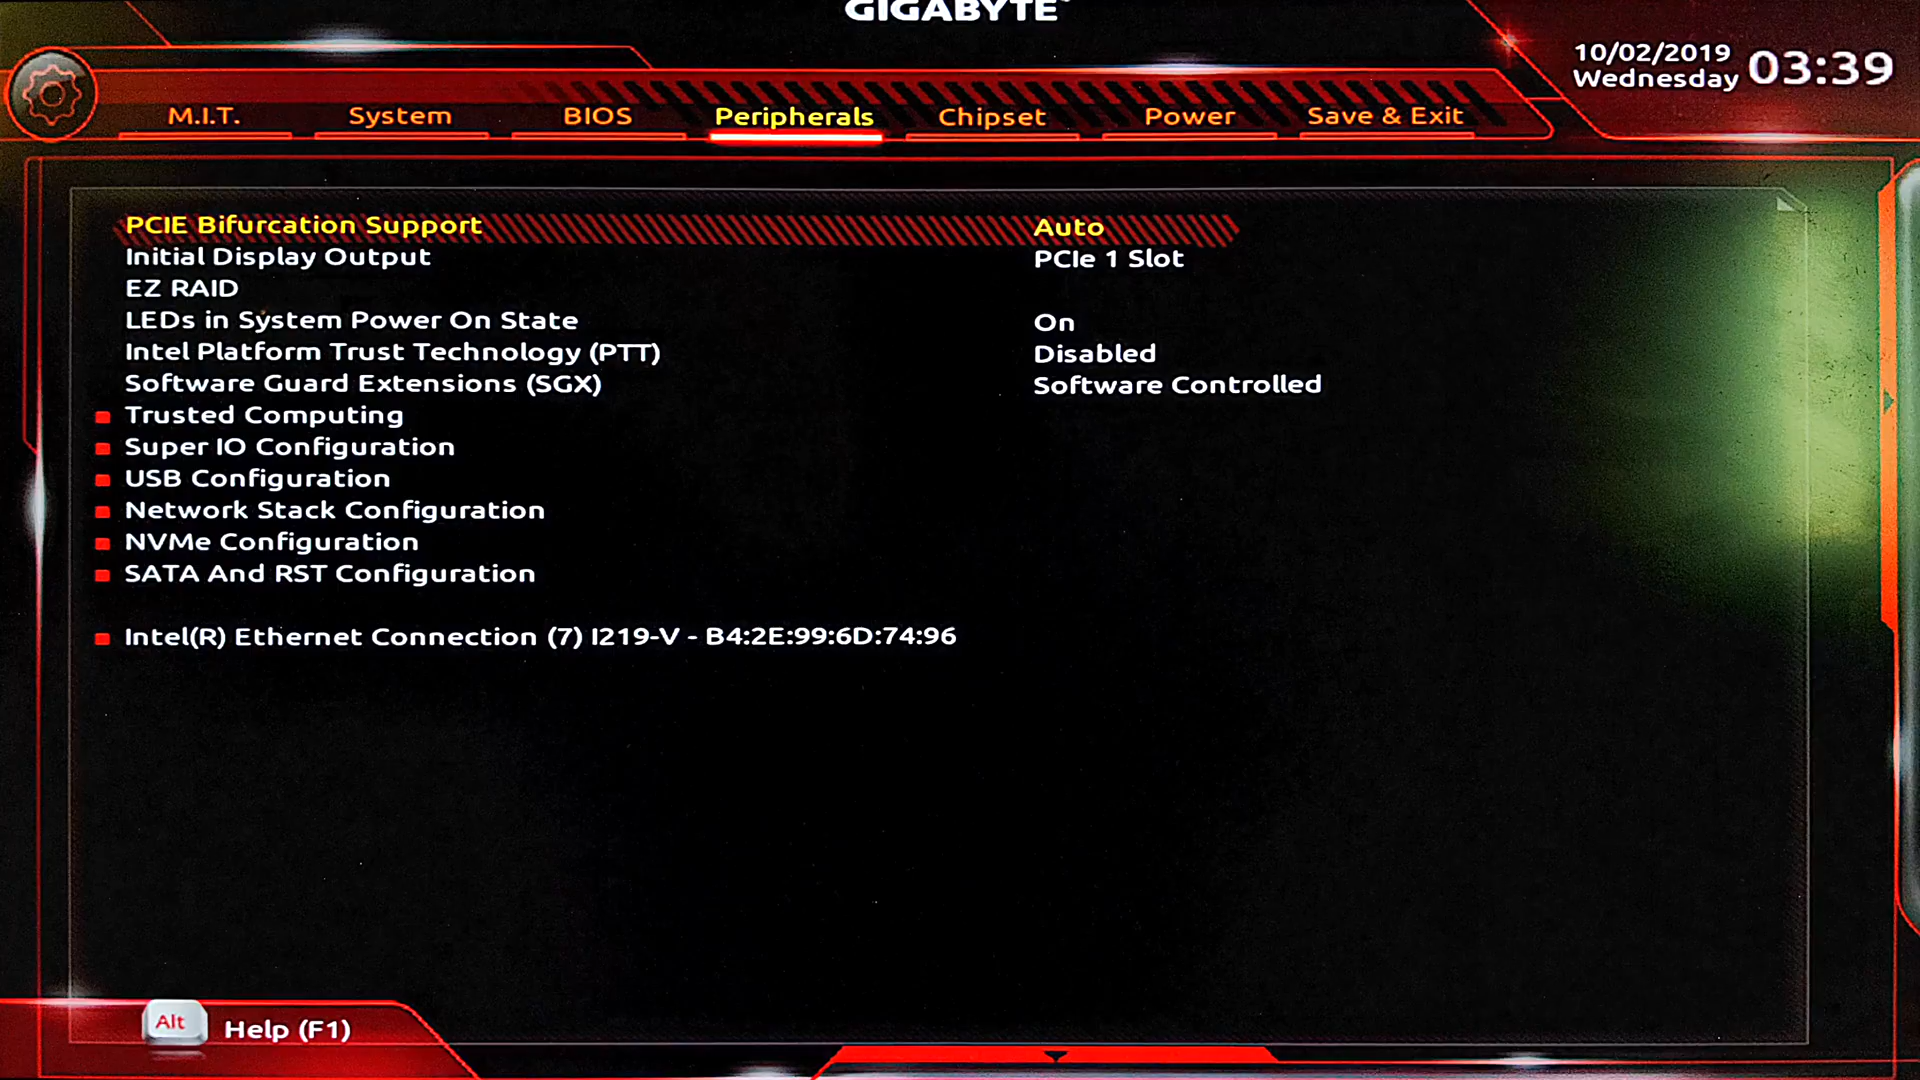 GIGABYTE
10/02/2019
Wednesday 03:39
M.I.T. System BIOS Peripherals Chipset Power Save & Exit
PCIE Bifurcation Support Auto
Initial Display Output PCIe 1 Slot
EZ RAID
LEDs in System Power On State On
Intel Platform Trust Technology (PTT) Disabled
Software Guard Extensions (SGX) Software Controlled
Trusted Computing
Super IO Configuration
USB Configuration
Network Stack Configuration
NVMe Configuration
SATA And RST Configuration
Intel(R) Ethernet Connection (7) I219-V - B4:2E:99:6D:74:96
Alt Help (F1)